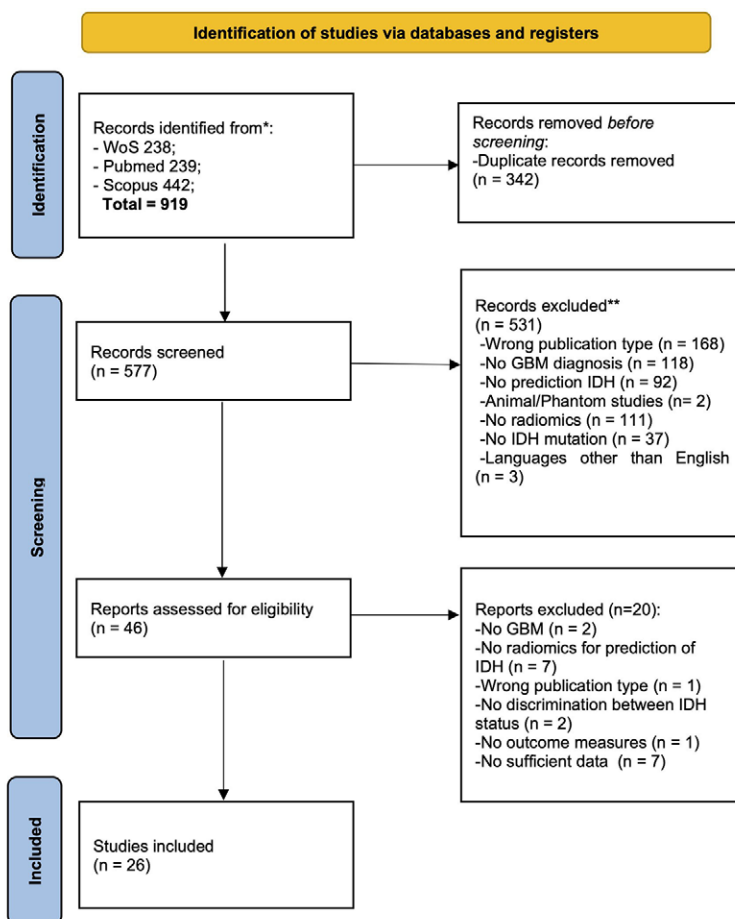 Identification of studies via databases and registers
Identification
Records identified from*:
- WoS 238;
- Pubmed 239;
- Scopus 442;
Total = 919
Records removed before
screening:
-Duplicate records removed
(n = 342)
Screening
Records screened
(n = 577)
Records excluded**
(n = 531)
-Wrong publication type (n = 168)
-No GBM diagnosis (n = 118)
-No prediction IDH (n = 92)
-Animal/Phantom studies (n= 2)
-No radiomics (n = 111)
-No IDH mutation (n = 37)
-Languages other than English
(n = 3)
Reports assessed for eligibility
(n = 46)
Reports excluded (n=20):
-No GBM (n = 2)
-No radiomics for prediction of
IDH (n = 7)
-Wrong publication type (n = 1)
-No discrimination between IDH
status (n = 2)
-No outcome measures (n = 1)
-No sufficient data (n = 7)
Included
Studies included
(n = 26)